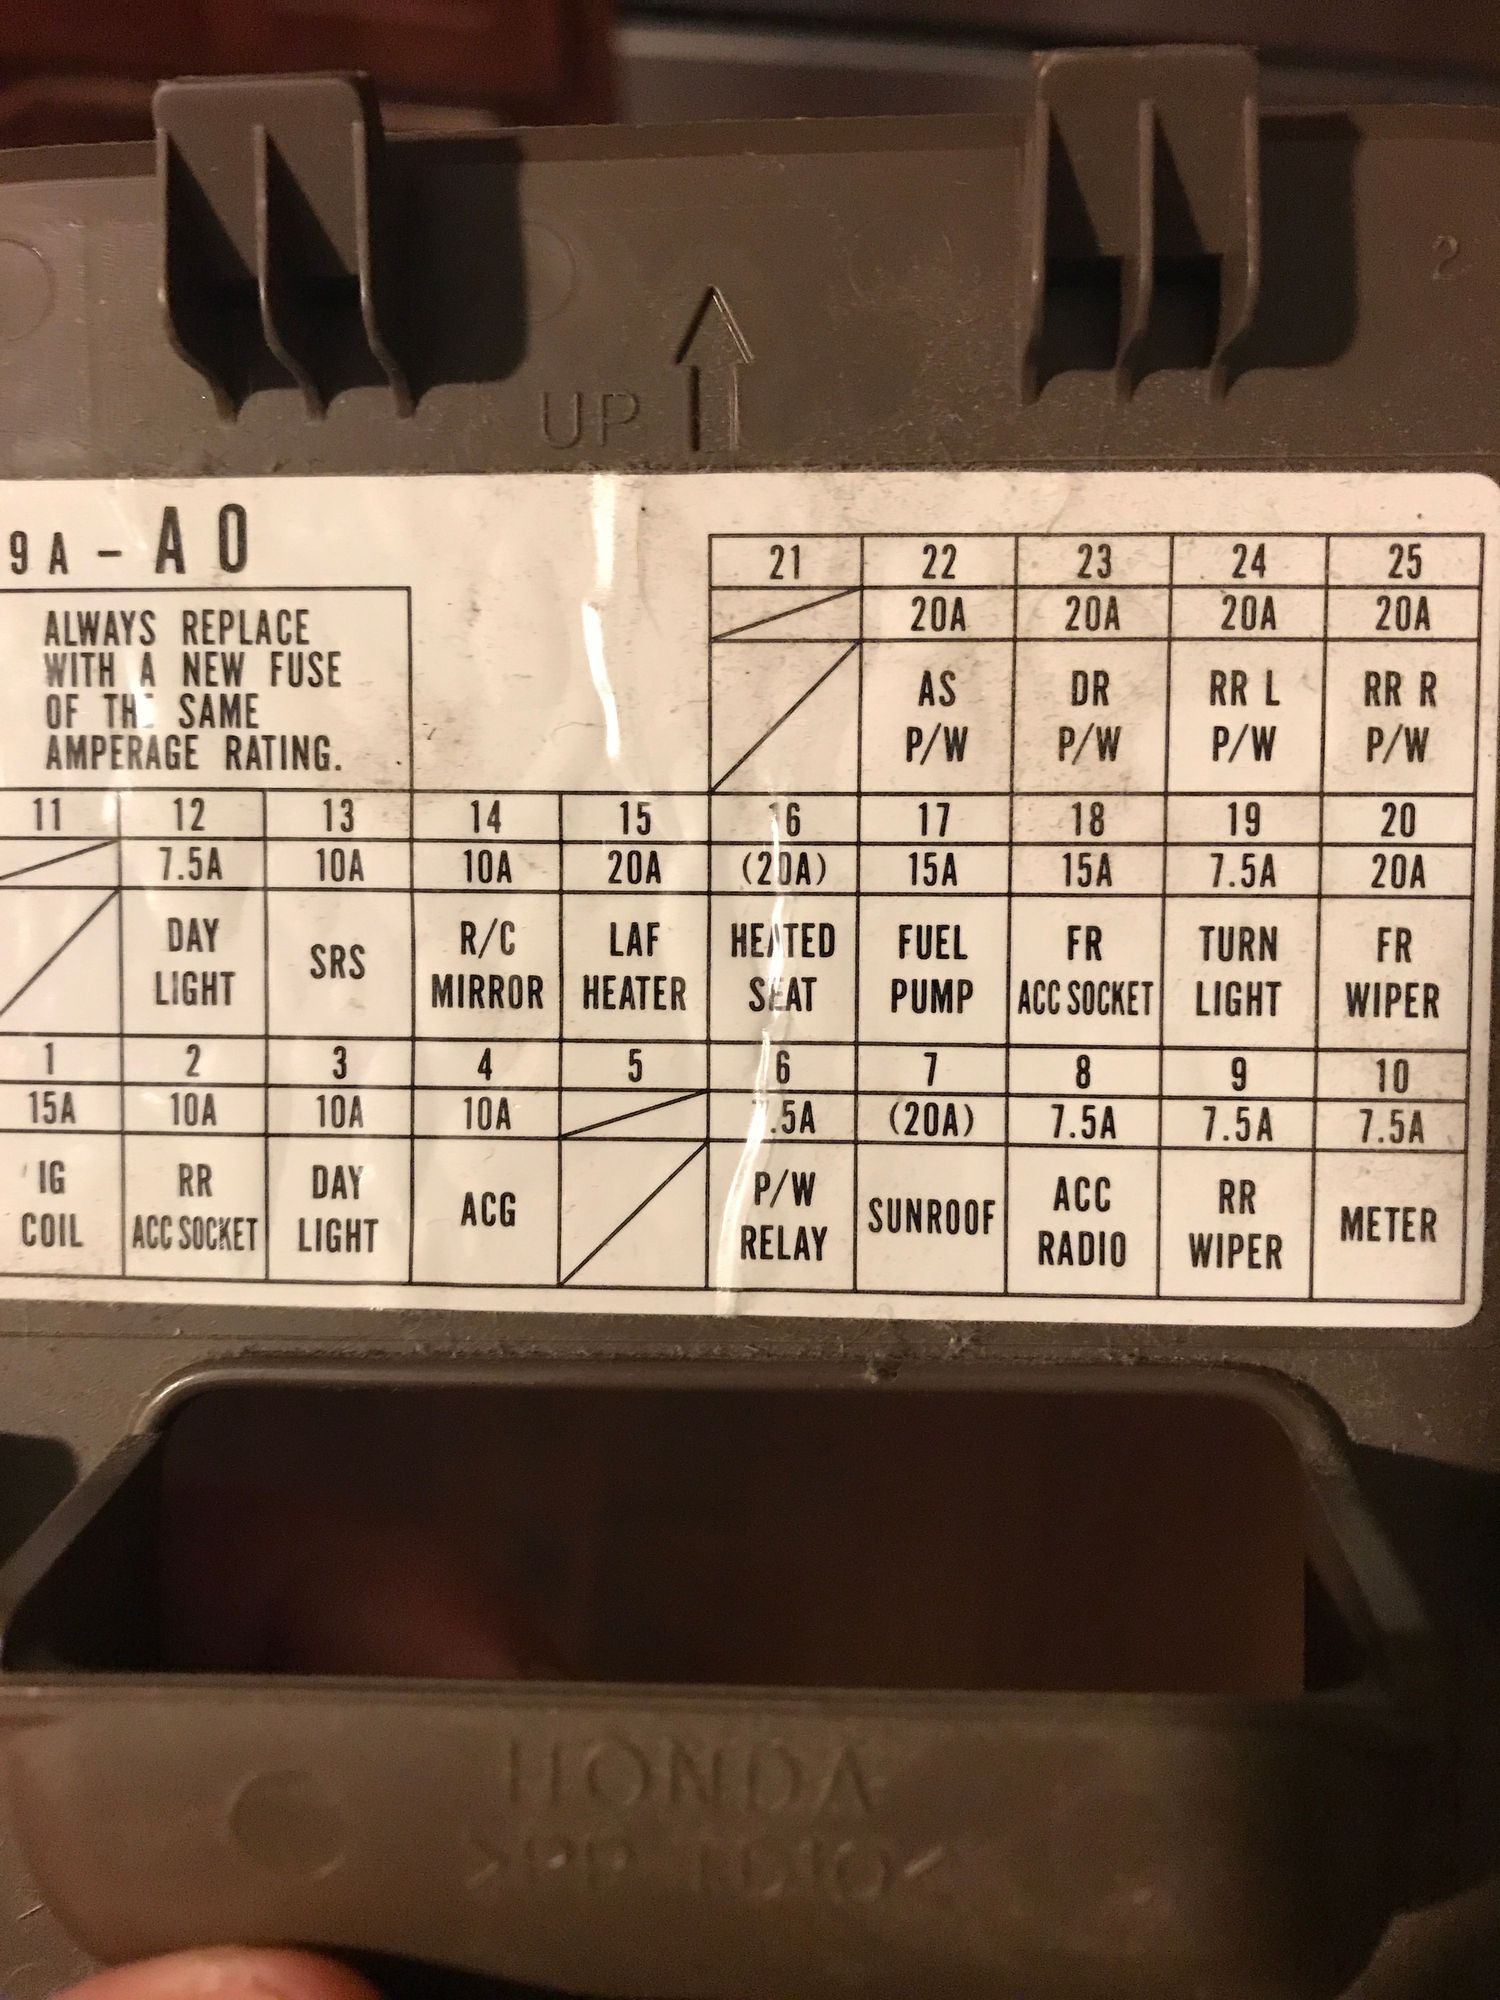 2
UP
9A-A0
ALWAYS REPLACE
WITH A NEW FUSE
OF THE SAME
AMPERAGE RATING.
21 22 23 24 25
20A 20A 20A 20A
AS DR RR L RR R
P/W P/W P/W P/W
11 12 13 14 15 16 17 18 19 20
7.5A 10A 10A 20A (20A) 15A 15A 7.5A 20A
DAY SRS R/C LAF HEATED FUEL FR TURN FR
LIGHT MIRROR HEATER SEAT PUMP ACC SOCKET LIGHT WIPER
1 2 3 4 5 6 7 8 9 10
15A 10A 10A 10A 7.5A (20A) 7.5A 7.5A 7.5A
IG RR DAY ACG P/W SUNROOF ACC RR METER
COIL ACC SOCKET LIGHT RELAY RADIO WIPER
HONDA